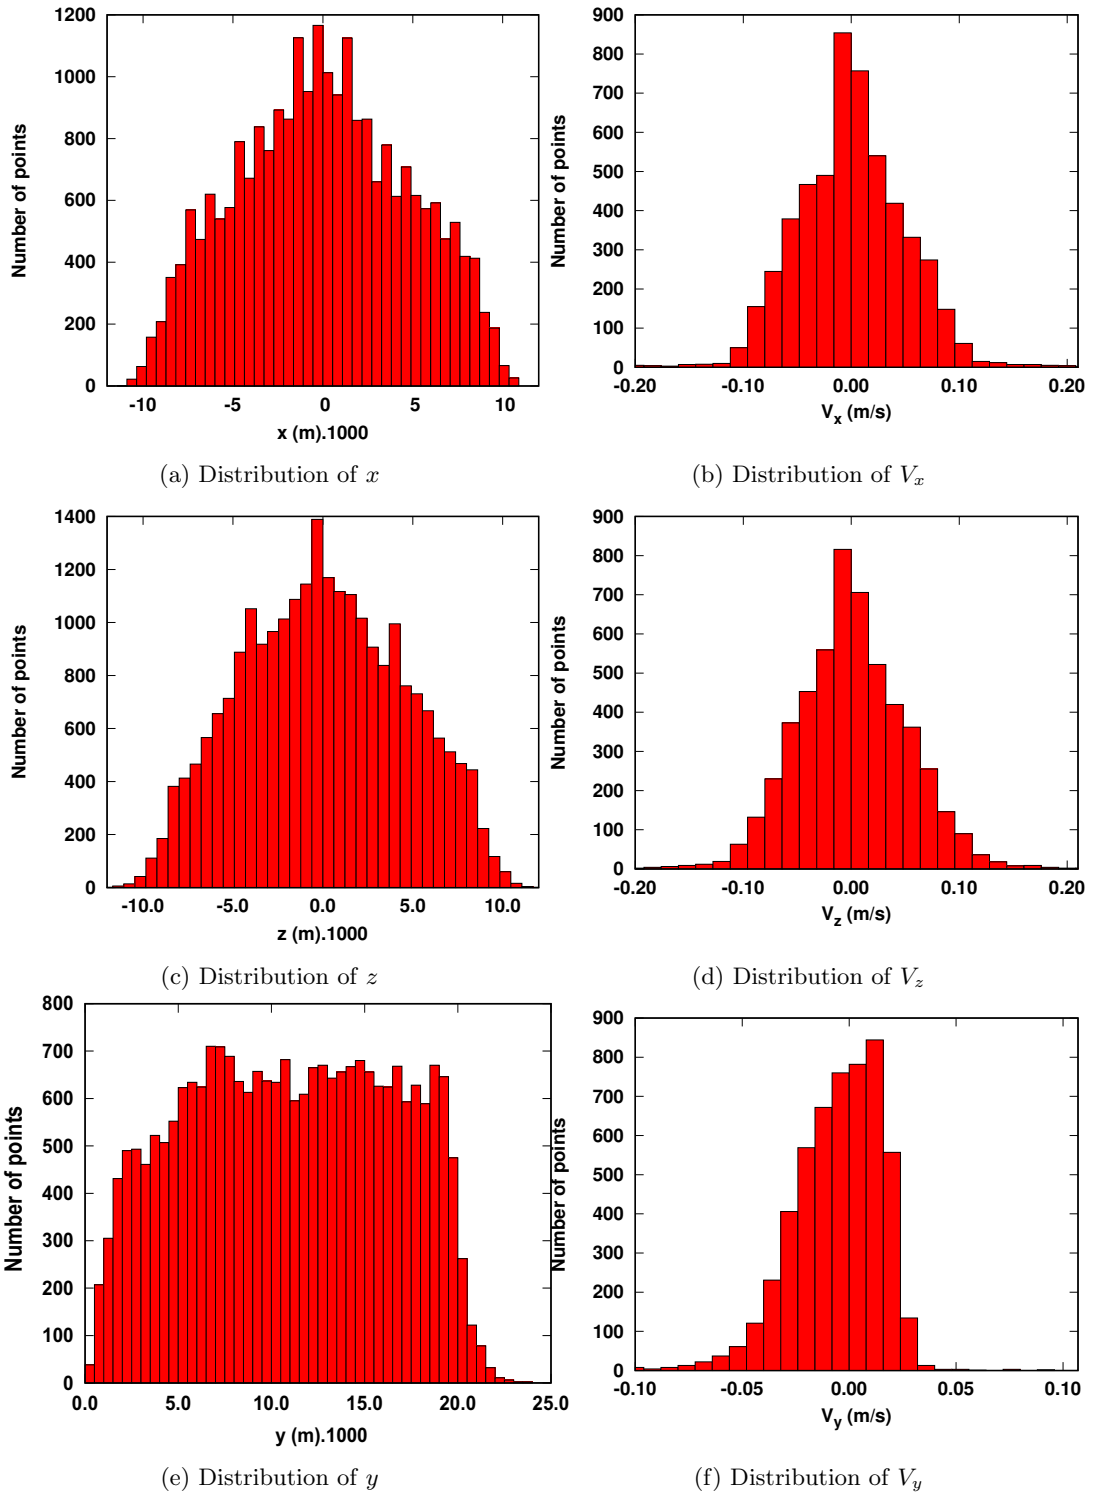 1200
1000
800
600
400
200
0
-10 -5 0 5 10
Number of points
x (m).1000
(a) Distribution of x
900
800
700
600
500
400
300
200
100
0
-0.20 -0.10 0.00 0.10 0.20
Number of points
Vx (m/s)
(b) Distribution of Vx
1400
1200
1000
800
600
400
200
0
-10.0 -5.0 0.0 5.0 10.0
Number of points
z (m).1000
(c) Distribution of z
900
800
700
600
500
400
300
200
100
0
-0.20 -0.10 0.00 0.10 0.20
Number of points
Vz (m/s)
(d) Distribution of Vz
800
700
600
500
400
300
200
100
0
0.0 5.0 10.0 15.0 20.0 25.0
Number of points
y (m).1000
(e) Distribution of y
900
800
700
600
500
400
300
200
100
0
-0.10 -0.05 0.00 0.05 0.10
Number of points
Vy (m/s)
(f) Distribution of Vy